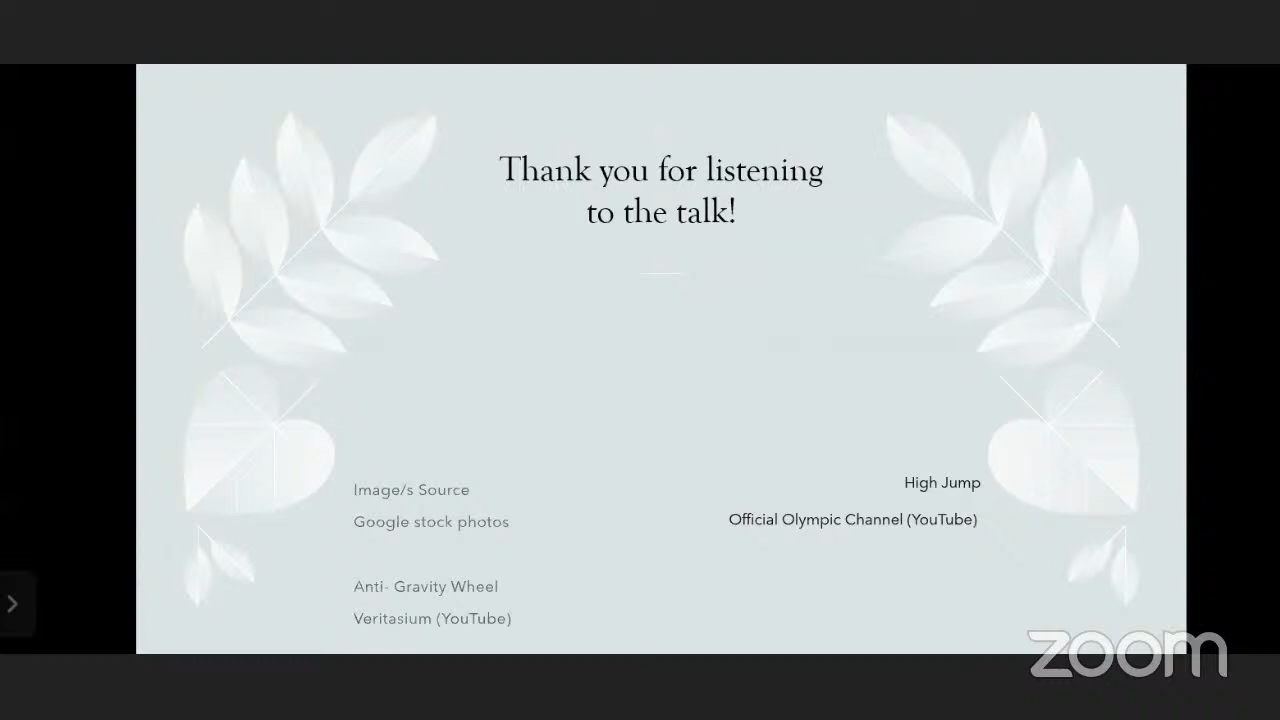 Thank you for listening
to the talk!
Image/s Source
Google stock photos
Anti- Gravity Wheel
Veritasium (YouTube)
High Jump
Official Olympic Channel (YouTube)
zoom